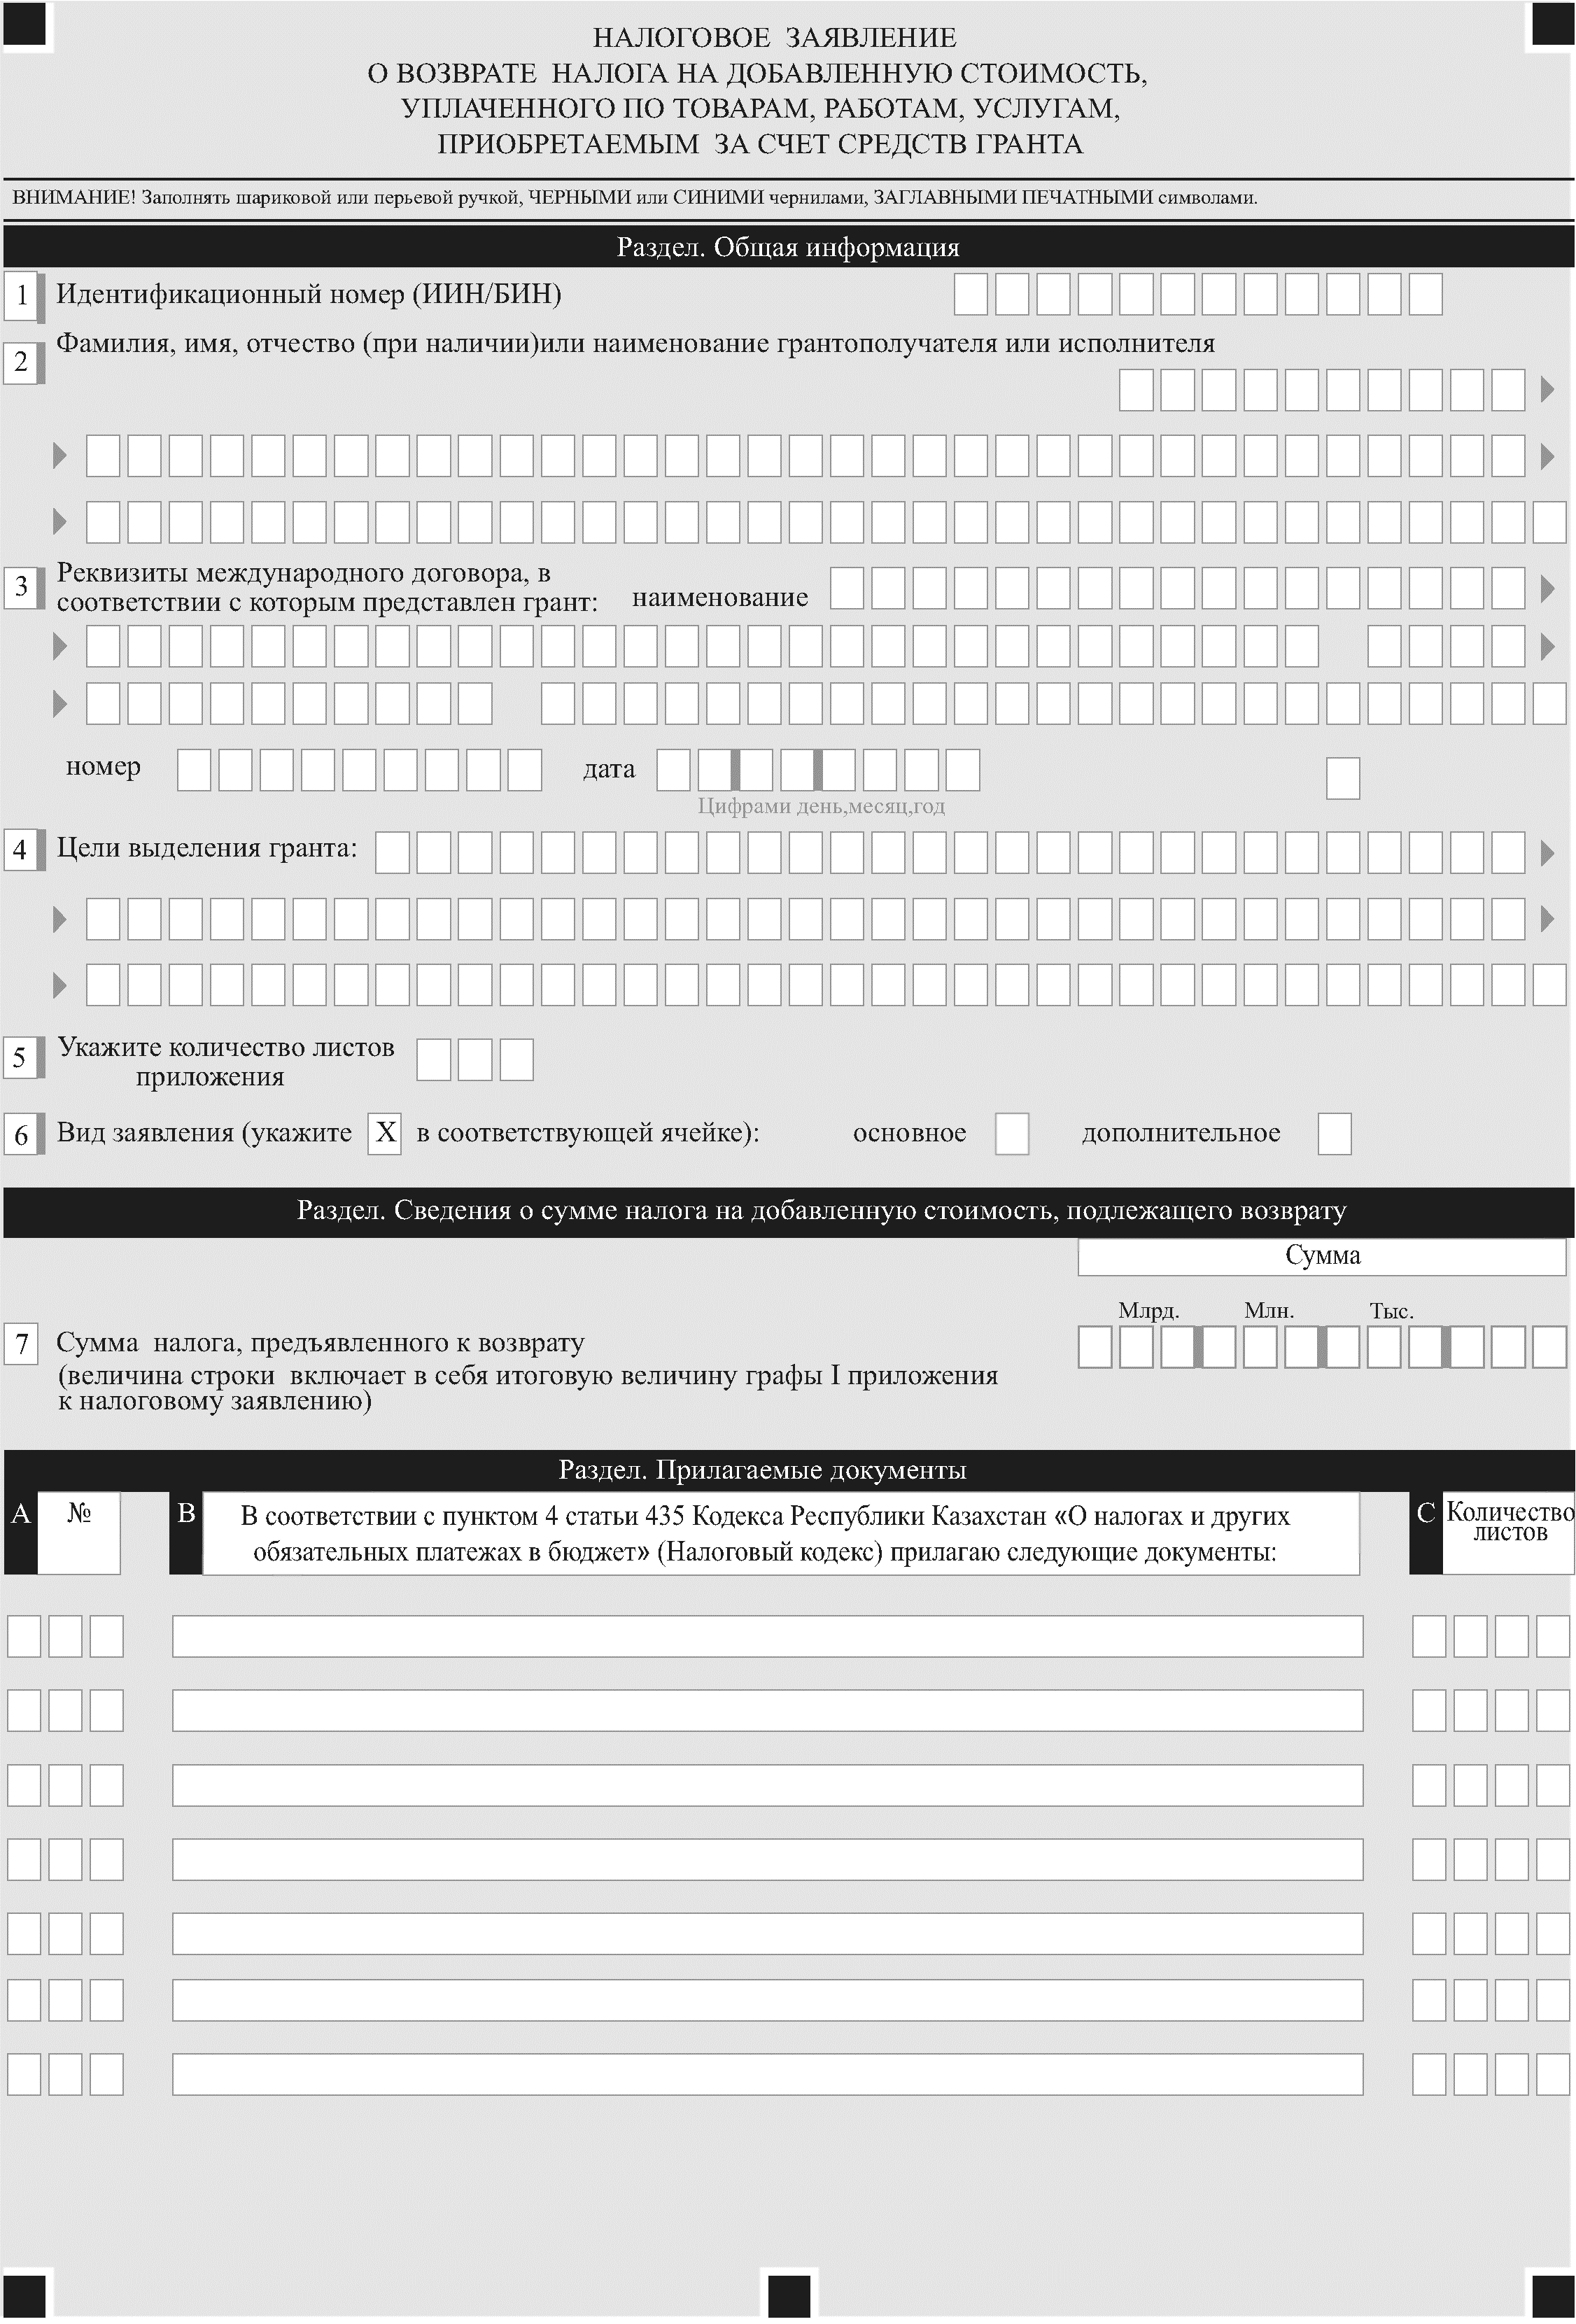 НАЛОГОВОЕ ЗАЯВЛЕНИЕ
О ВОЗВРАТЕ НАЛОГА НА ДОБАВЛЕННУЮ СТОИМОСТЬ,
УПЛАЧЕННОГО ПО ТОВАРАМ, РАБОТАМ, УСЛУГАМ,
ПРИОБРЕТАЕМЫМ ЗА СЧЕТ СРЕДСТВ ГРАНТА
ВНИМАНИЕ! Заполнять шариковой или перьевой ручкой, ЧЕРНЫМИ или СИНИМИ чернилами, ЗАГЛАВНЫМИ ПЕЧАТНЫМИ символами.
Раздел. Общая информация
1 Идентификационный номер (ИИН/БИН)
2 Фамилия, имя, отчество (при наличии)или наименование грантополучателя или исполнителя
3 Реквизиты международного договора, в
соответствии с которым представлен грант: наименование
номер дата
Цифрами день,месяц,год
4 Цели выделения гранта:
5 Укажите количество листов
приложения
6 Вид заявления (укажите X в соответствующей ячейке): основное дополнительное
Раздел. Сведения о сумме налога на добавленную стоимость, подлежащего возврату
Сумма
Млрд. Млн. Тыс.
7 Сумма налога, предъявленного к возврату
(величина строки включает в себя итоговую величину графы I приложения
к налоговому заявлению)
Раздел. Прилагаемые документы
A № B В соответствии с пунктом 4 статьи 435 Кодекса Республики Казахстан «О налогах и других C Количество
обязательных платежах в бюджет» (Налоговый кодекс) прилагаю следующие документы: листов